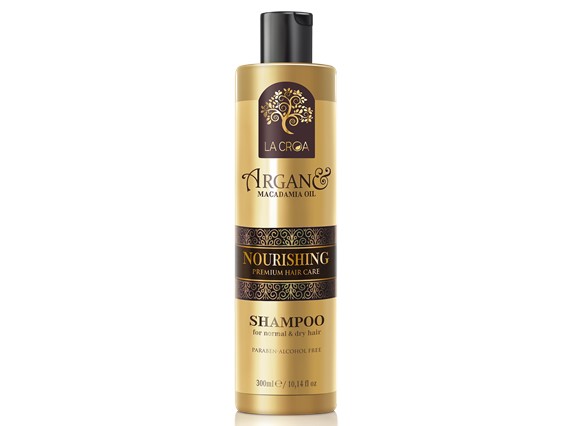 LA CROA
ARGAN &
MACADAMIA OIL
NOURISHING
PREMIUM HAIR CARE
SHAMPOO
for normal & dry hair
PARABEN-ALCOHOL FREE
300ml ℮ / 10,14 fl oz